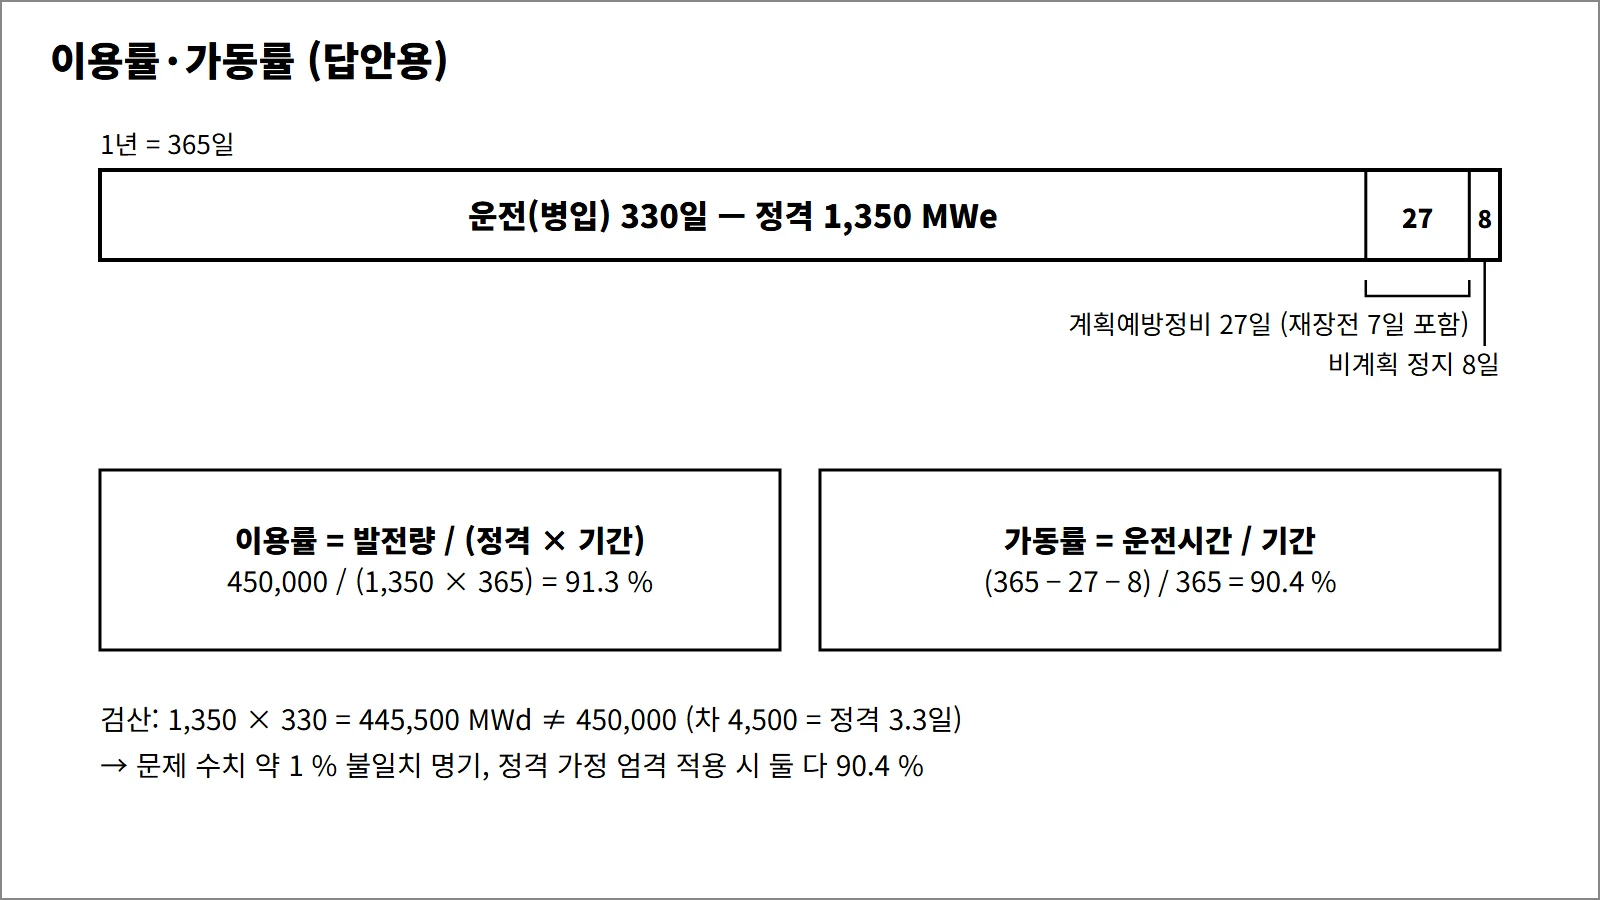 이용률·가동률 (답안용)
1년 = 365일
운전(병입) 330일 — 정격 1,350 MWe
27
8
계획예방정비 27일 (재장전 7일 포함)
비계획 정지 8일
이용률 = 발전량 / (정격 × 기간)
450,000 / (1,350 × 365) = 91.3 %
가동률 = 운전시간 / 기간
(365 − 27 − 8) / 365 = 90.4 %
검산: 1,350 × 330 = 445,500 MWd ≠ 450,000 (차 4,500 = 정격 3.3일)
→ 문제 수치 약 1 % 불일치 명기, 정격 가정 엄격 적용 시 둘 다 90.4 %